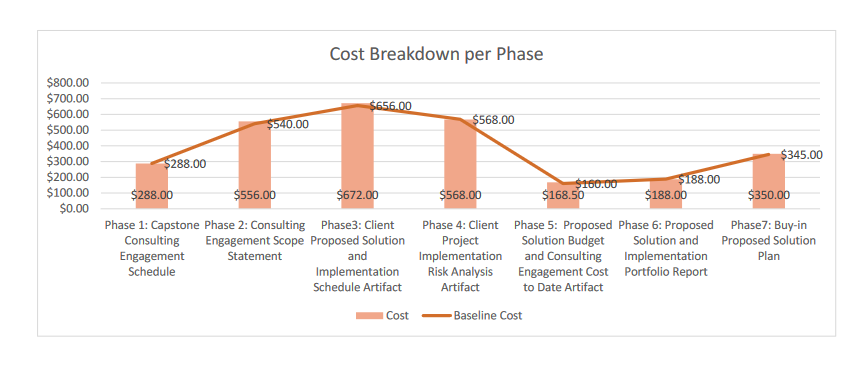 Cost Breakdown per Phase
$800.00
$700.00
$600.00
$500.00
$400.00
$300.00
$200.00
$100.00
$0.00
$288.00
$540.00
$656.00
$568.00
$160.00
$188.00
$345.00
$288.00
$556.00
$672.00
$568.00
$168.50
$188.00
$350.00
Phase 1: Capstone
Consulting
Engagement
Schedule
Phase 2: Consulting
Engagement Scope
Statement
Phase3: Client
Proposed Solution
and
Implementation
Schedule Artifact
Phase 4: Client
Project
Implementation
Risk Analysis
Artifact
Phase 5:  Proposed
Solution Budget
and Consulting
Engagement Cost
to Date Artifact
Phase 6: Proposed
Solution and
Implementation
Portfolio Report
Phase7: Buy-in
Proposed Solution
Plan
Cost
Baseline Cost